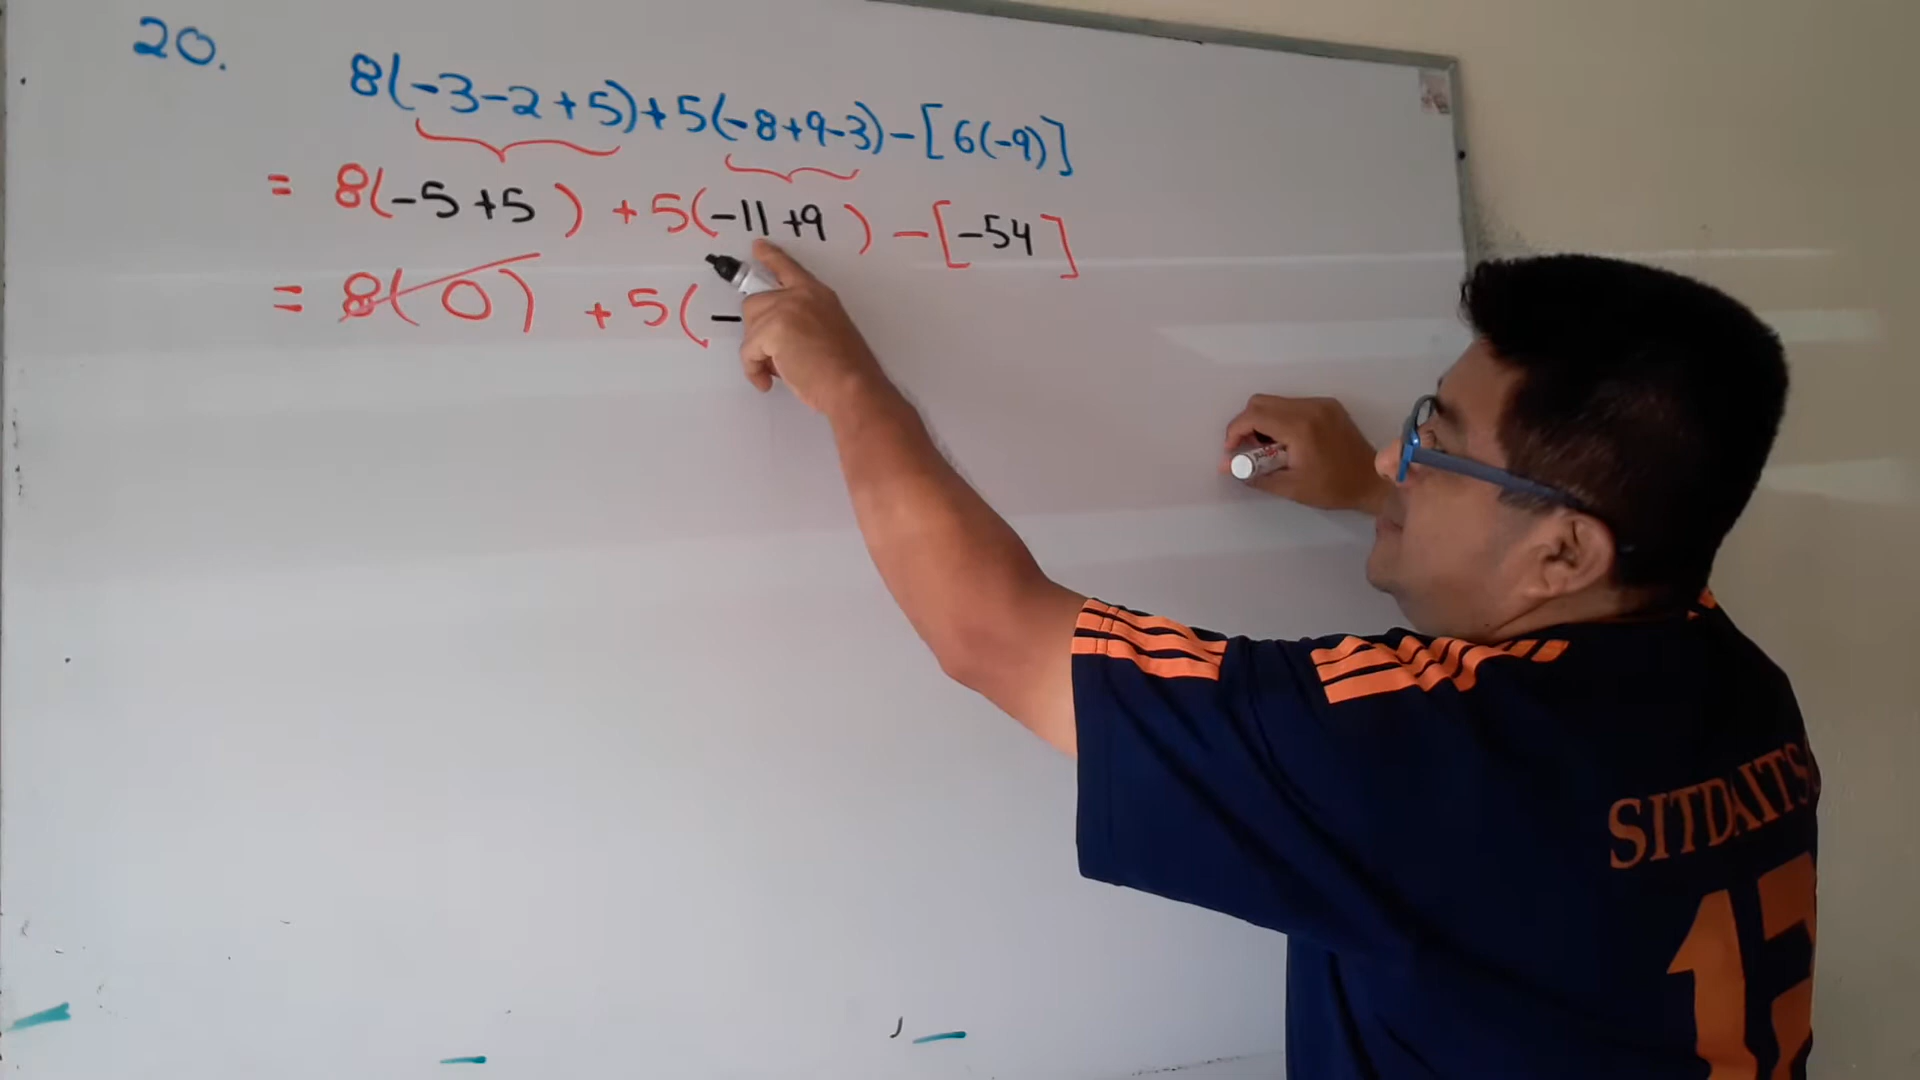 20.
8(-3-2+5)+5(-8+9-3)-[6(-9)]
= 8(-5+5) + 5(-11+9) -[-54]
= 8(0) + 5(-
12